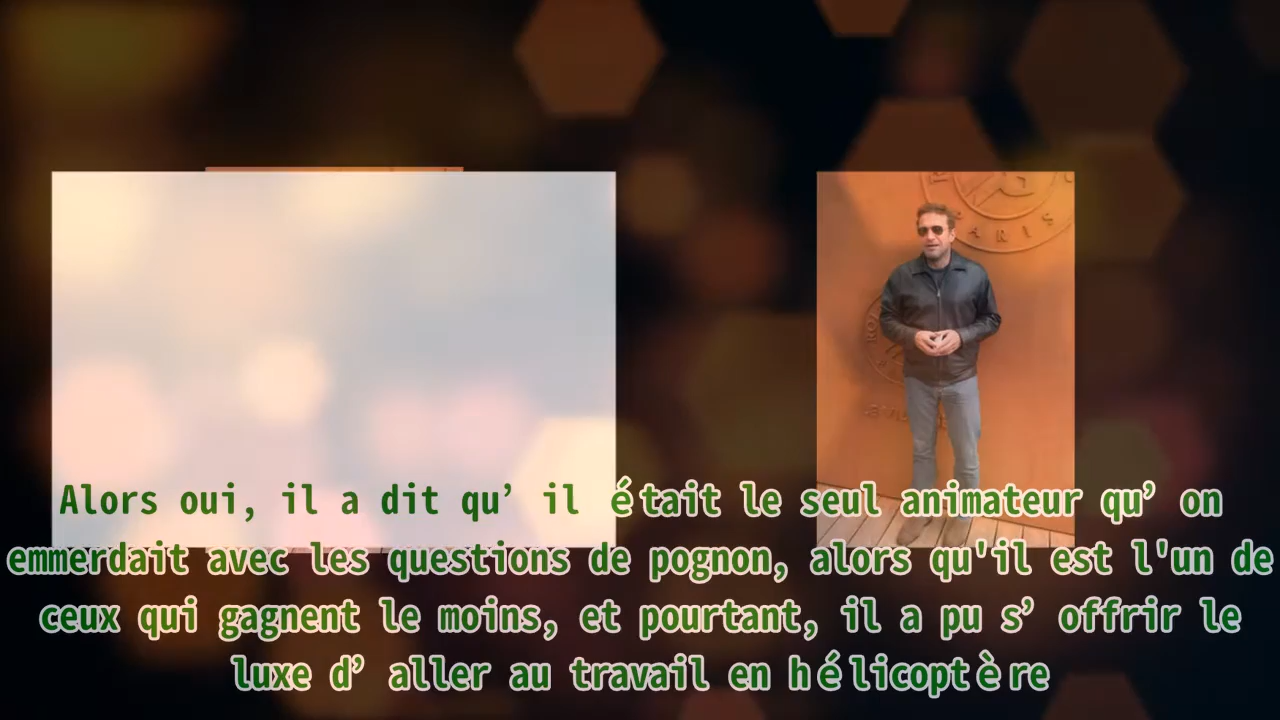 PARIS
Alors oui, il a dit qu’ il était le seul animateur qu’ on
emmerdait avec les questions de pognon, alors qu'il est l'un de
ceux qui gagnent le moins, et pourtant, il a pu s’ offrir le
luxe d’ aller au travail en hélicoptère